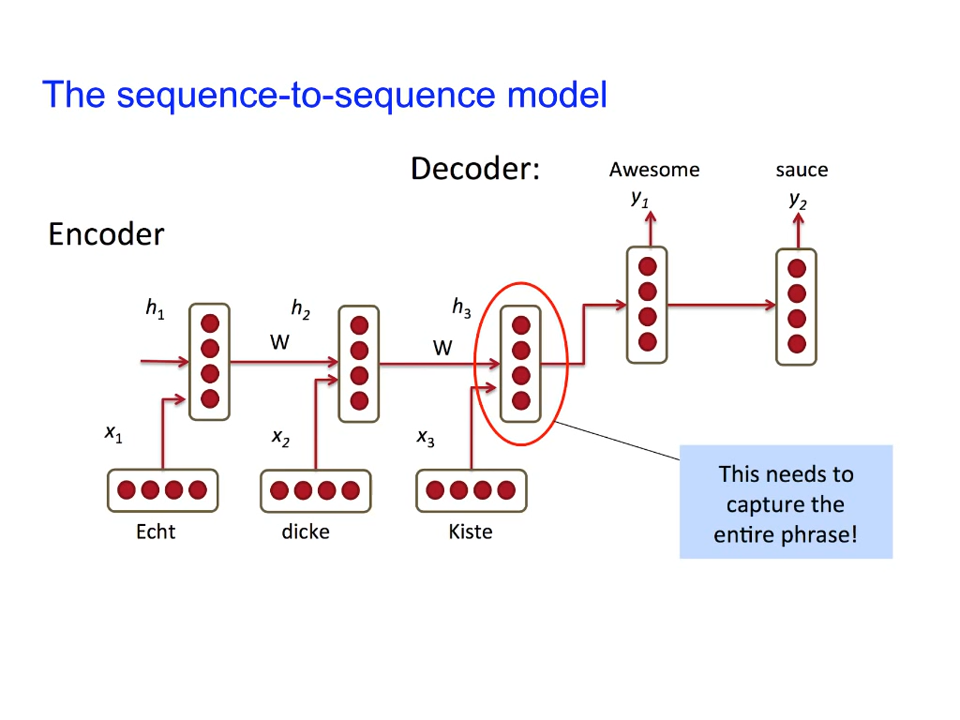 The sequence-to-sequence model
Decoder:
Awesome
sauce
y1
y2
Encoder
h1
h2
h3
W
W
x1
x2
x3
Echt
dicke
Kiste
This needs to
capture the
entire phrase!